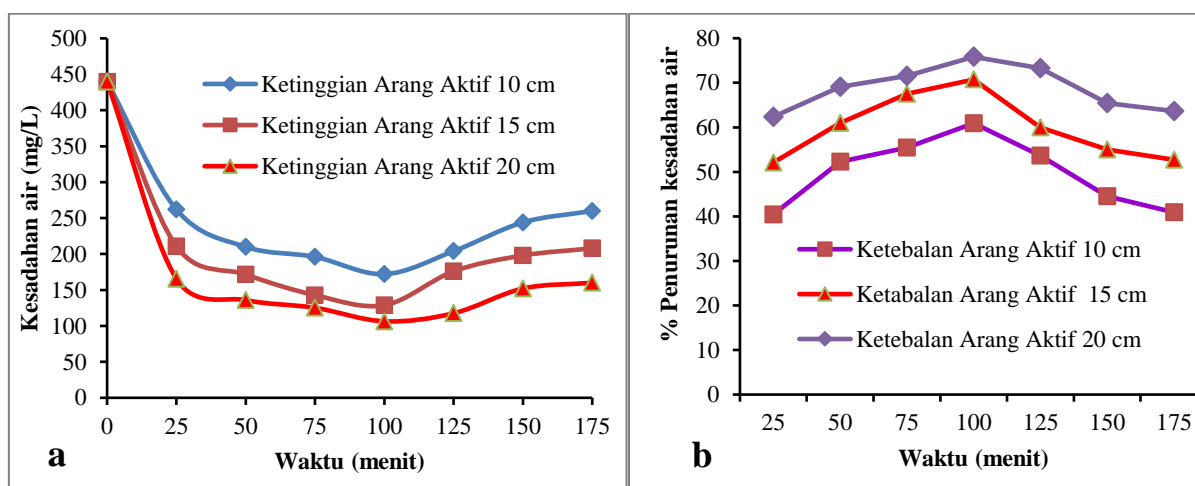 Kesadahan air (mg/L)
500
450
400
350
300
250
200
150
100
50
0
Ketinggian Arang Aktif 10 cm
Ketinggian Arang Aktif 15 cm
Ketinggian Arang Aktif 20 cm
0 25 50 75 100 125 150 175
a
Waktu (menit)
% Penurunan kesadahan air
80
70
60
50
40
30
20
10
0
Ketebalan Arang Aktif 10 cm
Ketabalan Arang Aktif 15 cm
Ketebalan Arang Aktif 20 cm
25 50 75 100 125 150 175
Waktu (menit)
b